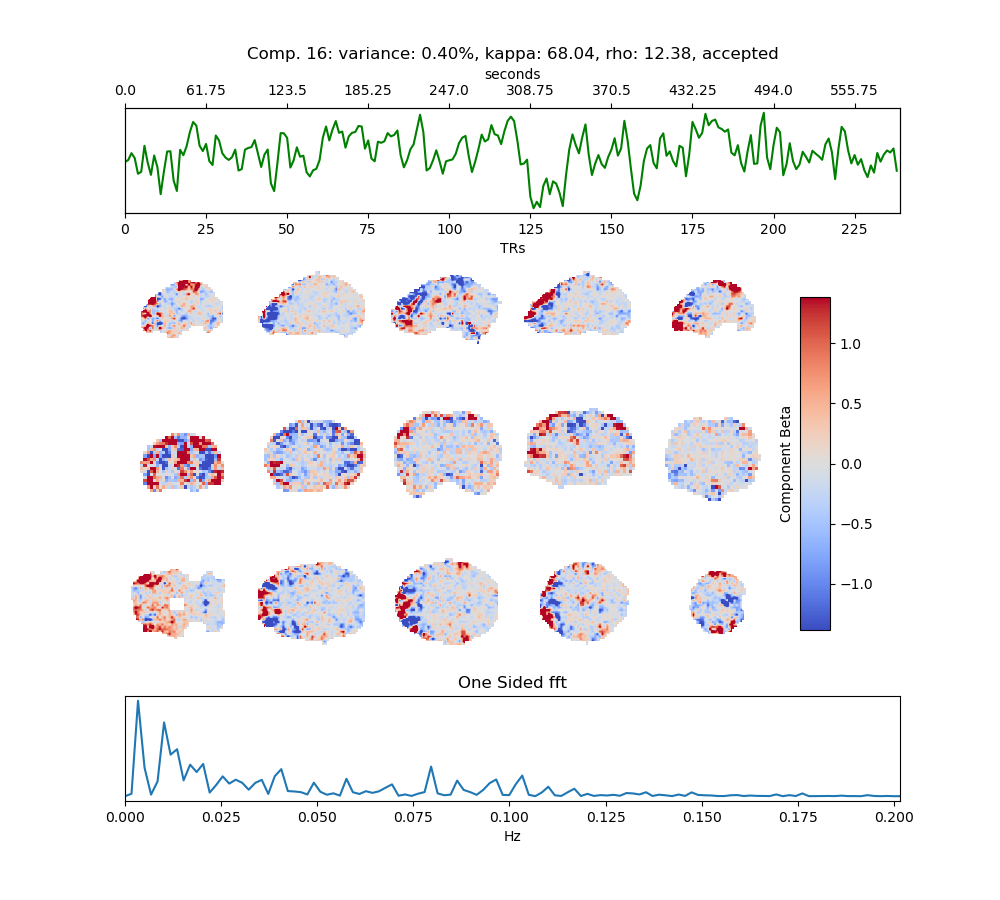 Comp. 16: variance: 0.40%, kappa: 68.04, rho: 12.38, accepted
seconds
0.0 61.75 123.5 185.25 247.0 308.75 370.5 432.25 494.0 555.75
0 25 50 75 100 125 150 175 200 225
TRs
1.0
0.5
0.0
−0.5
−1.0
Component Beta
One Sided fft
0.000 0.025 0.050 0.075 0.100 0.125 0.150 0.175 0.200
Hz